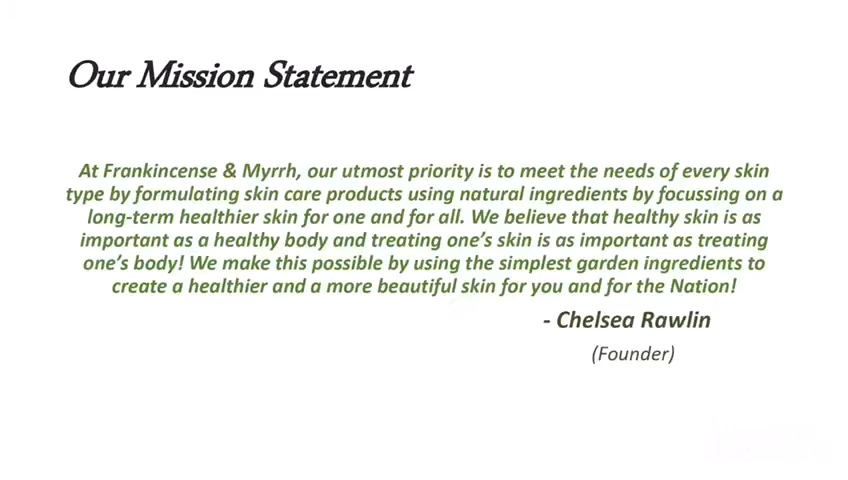 Our Mission Statement
At Frankincense & Myrrh, our utmost priority is to meet the needs of every skin
type by formulating skin care products using natural ingredients by focussing on a
long-term healthier skin for one and for all. We believe that healthy skin is as
important as a healthy body and treating one’s skin is as important as treating
one’s body! We make this possible by using the simplest garden ingredients to
create a healthier and a more beautiful skin for you and for the Nation!
- Chelsea Rawlin
(Founder)